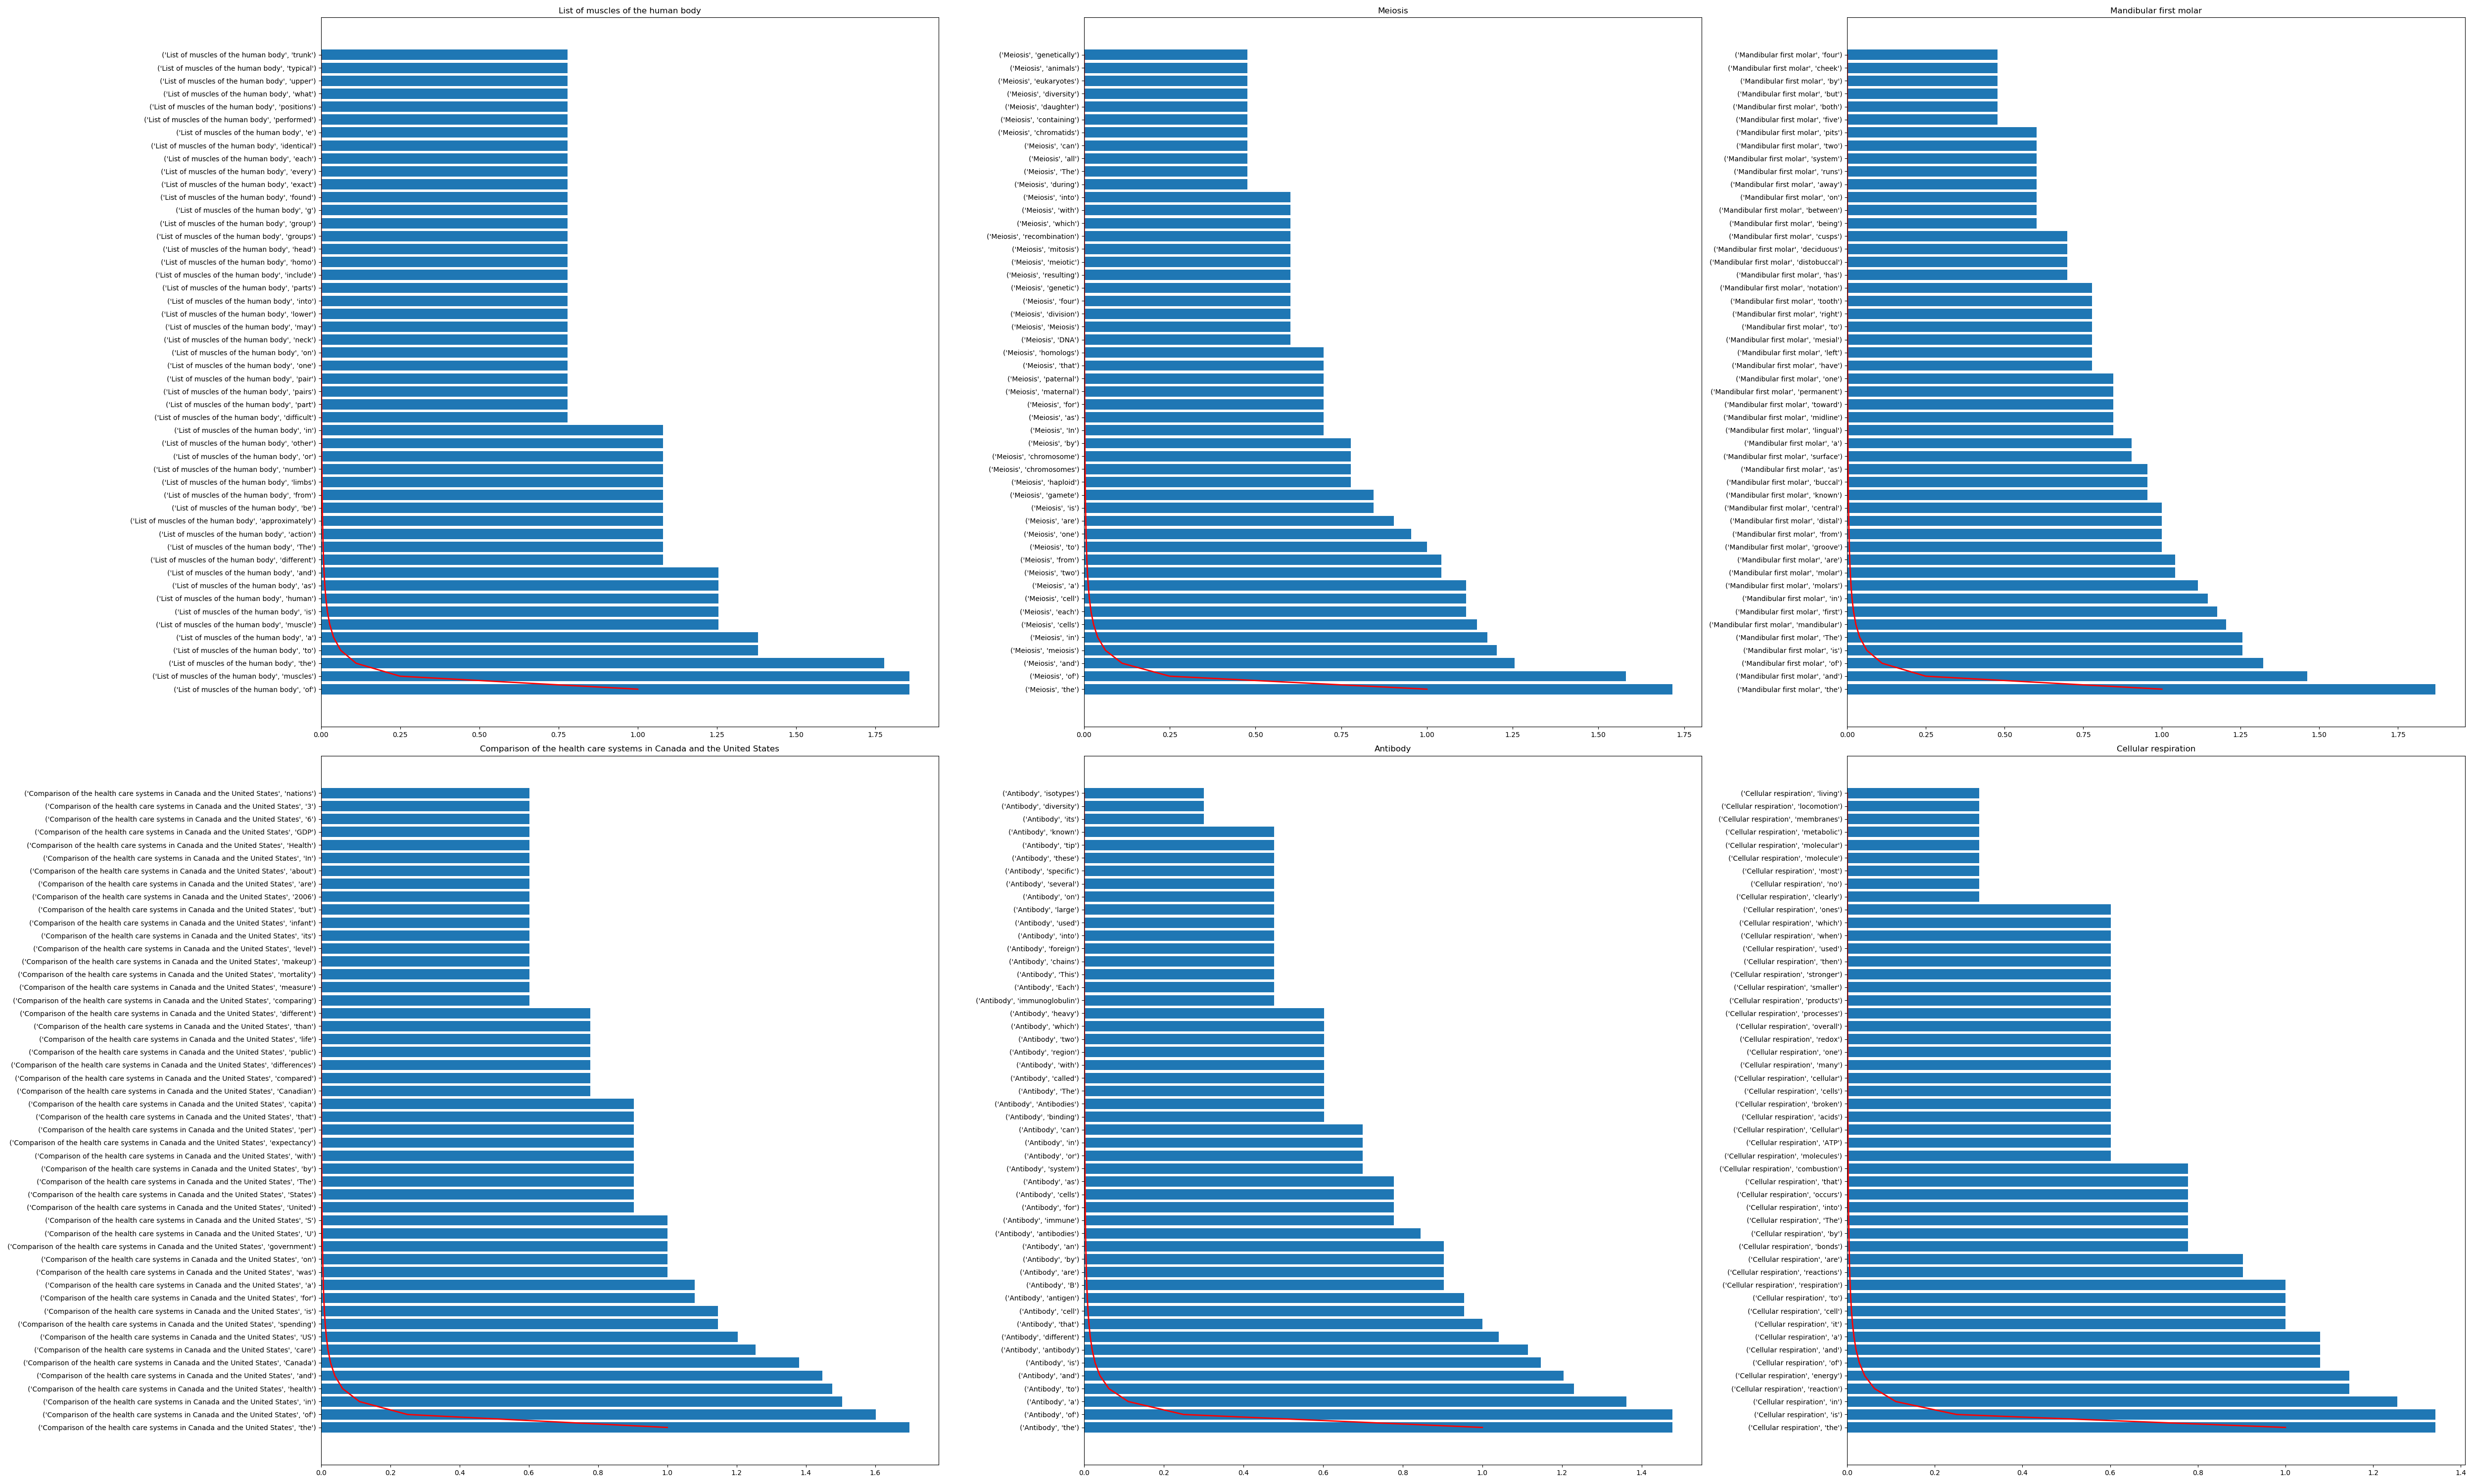 List of muscles of the human body
('List of muscles of the human body', 'trunk')
('List of muscles of the human body', 'typical')
('List of muscles of the human body', 'upper')
('List of muscles of the human body', 'what')
('List of muscles of the human body', 'positions')
('List of muscles of the human body', 'performed')
('List of muscles of the human body', 'e')
('List of muscles of the human body', 'identical')
('List of muscles of the human body', 'each')
('List of muscles of the human body', 'every')
('List of muscles of the human body', 'exact')
('List of muscles of the human body', 'found')
('List of muscles of the human body', 'g')
('List of muscles of the human body', 'group')
('List of muscles of the human body', 'groups')
('List of muscles of the human body', 'head')
('List of muscles of the human body', 'homo')
('List of muscles of the human body', 'include')
('List of muscles of the human body', 'parts')
('List of muscles of the human body', 'into')
('List of muscles of the human body', 'lower')
('List of muscles of the human body', 'may')
('List of muscles of the human body', 'neck')
('List of muscles of the human body', 'on')
('List of muscles of the human body', 'one')
('List of muscles of the human body', 'pair')
('List of muscles of the human body', 'pairs')
('List of muscles of the human body', 'part')
('List of muscles of the human body', 'difficult')
('List of muscles of the human body', 'in')
('List of muscles of the human body', 'other')
('List of muscles of the human body', 'or')
('List of muscles of the human body', 'number')
('List of muscles of the human body', 'limbs')
('List of muscles of the human body', 'from')
('List of muscles of the human body', 'be')
('List of muscles of the human body', 'approximately')
('List of muscles of the human body', 'action')
('List of muscles of the human body', 'The')
('List of muscles of the human body', 'different')
('List of muscles of the human body', 'and')
('List of muscles of the human body', 'as')
('List of muscles of the human body', 'human')
('List of muscles of the human body', 'is')
('List of muscles of the human body', 'muscle')
('List of muscles of the human body', 'a')
('List of muscles of the human body', 'to')
('List of muscles of the human body', 'the')
('List of muscles of the human body', 'muscles')
('List of muscles of the human body', 'of')
0.00 0.25 0.50 0.75 1.00 1.25 1.50 1.75
Meiosis
('Meiosis', 'genetically')
('Meiosis', 'animals')
('Meiosis', 'eukaryotes')
('Meiosis', 'diversity')
('Meiosis', 'daughter')
('Meiosis', 'containing')
('Meiosis', 'chromatids')
('Meiosis', 'can')
('Meiosis', 'all')
('Meiosis', 'The')
('Meiosis', 'during')
('Meiosis', 'into')
('Meiosis', 'with')
('Meiosis', 'which')
('Meiosis', 'recombination')
('Meiosis', 'mitosis')
('Meiosis', 'meiotic')
('Meiosis', 'resulting')
('Meiosis', 'genetic')
('Meiosis', 'four')
('Meiosis', 'division')
('Meiosis', 'Meiosis')
('Meiosis', 'DNA')
('Meiosis', 'homologs')
('Meiosis', 'that')
('Meiosis', 'paternal')
('Meiosis', 'maternal')
('Meiosis', 'for')
('Meiosis', 'as')
('Meiosis', 'In')
('Meiosis', 'by')
('Meiosis', 'chromosome')
('Meiosis', 'chromosomes')
('Meiosis', 'haploid')
('Meiosis', 'gamete')
('Meiosis', 'is')
('Meiosis', 'are')
('Meiosis', 'one')
('Meiosis', 'to')
('Meiosis', 'from')
('Meiosis', 'two')
('Meiosis', 'a')
('Meiosis', 'cell')
('Meiosis', 'each')
('Meiosis', 'cells')
('Meiosis', 'in')
('Meiosis', 'meiosis')
('Meiosis', 'and')
('Meiosis', 'of')
('Meiosis', 'the')
0.00 0.25 0.50 0.75 1.00 1.25 1.50 1.75
Mandibular first molar
('Mandibular first molar', 'four')
('Mandibular first molar', 'cheek')
('Mandibular first molar', 'by')
('Mandibular first molar', 'but')
('Mandibular first molar', 'both')
('Mandibular first molar', 'five')
('Mandibular first molar', 'pits')
('Mandibular first molar', 'two')
('Mandibular first molar', 'system')
('Mandibular first molar', 'runs')
('Mandibular first molar', 'away')
('Mandibular first molar', 'on')
('Mandibular first molar', 'between')
('Mandibular first molar', 'being')
('Mandibular first molar', 'cusps')
('Mandibular first molar', 'deciduous')
('Mandibular first molar', 'distobuccal')
('Mandibular first molar', 'has')
('Mandibular first molar', 'notation')
('Mandibular first molar', 'tooth')
('Mandibular first molar', 'right')
('Mandibular first molar', 'to')
('Mandibular first molar', 'mesial')
('Mandibular first molar', 'left')
('Mandibular first molar', 'have')
('Mandibular first molar', 'one')
('Mandibular first molar', 'permanent')
('Mandibular first molar', 'toward')
('Mandibular first molar', 'midline')
('Mandibular first molar', 'lingual')
('Mandibular first molar', 'a')
('Mandibular first molar', 'surface')
('Mandibular first molar', 'as')
('Mandibular first molar', 'buccal')
('Mandibular first molar', 'known')
('Mandibular first molar', 'central')
('Mandibular first molar', 'distal')
('Mandibular first molar', 'from')
('Mandibular first molar', 'groove')
('Mandibular first molar', 'are')
('Mandibular first molar', 'molar')
('Mandibular first molar', 'molars')
('Mandibular first molar', 'in')
('Mandibular first molar', 'first')
('Mandibular first molar', 'mandibular')
('Mandibular first molar', 'The')
('Mandibular first molar', 'is')
('Mandibular first molar', 'of')
('Mandibular first molar', 'and')
('Mandibular first molar', 'the')
0.00 0.25 0.50 0.75 1.00 1.25 1.50 1.75
Comparison of the health care systems in Canada and the United States
('Comparison of the health care systems in Canada and the United States', 'nations')
('Comparison of the health care systems in Canada and the United States', '3')
('Comparison of the health care systems in Canada and the United States', '6')
('Comparison of the health care systems in Canada and the United States', 'GDP')
('Comparison of the health care systems in Canada and the United States', 'Health')
('Comparison of the health care systems in Canada and the United States', 'In')
('Comparison of the health care systems in Canada and the United States', 'about')
('Comparison of the health care systems in Canada and the United States', 'are')
('Comparison of the health care systems in Canada and the United States', '2006')
('Comparison of the health care systems in Canada and the United States', 'but')
('Comparison of the health care systems in Canada and the United States', 'infant')
('Comparison of the health care systems in Canada and the United States', 'its')
('Comparison of the health care systems in Canada and the United States', 'level')
('Comparison of the health care systems in Canada and the United States', 'makeup')
('Comparison of the health care systems in Canada and the United States', 'mortality')
('Comparison of the health care systems in Canada and the United States', 'measure')
('Comparison of the health care systems in Canada and the United States', 'comparing')
('Comparison of the health care systems in Canada and the United States', 'different')
('Comparison of the health care systems in Canada and the United States', 'than')
('Comparison of the health care systems in Canada and the United States', 'life')
('Comparison of the health care systems in Canada and the United States', 'public')
('Comparison of the health care systems in Canada and the United States', 'differences')
('Comparison of the health care systems in Canada and the United States', 'compared')
('Comparison of the health care systems in Canada and the United States', 'Canadian')
('Comparison of the health care systems in Canada and the United States', 'capita')
('Comparison of the health care systems in Canada and the United States', 'that')
('Comparison of the health care systems in Canada and the United States', 'per')
('Comparison of the health care systems in Canada and the United States', 'expectancy')
('Comparison of the health care systems in Canada and the United States', 'with')
('Comparison of the health care systems in Canada and the United States', 'by')
('Comparison of the health care systems in Canada and the United States', 'The')
('Comparison of the health care systems in Canada and the United States', 'States')
('Comparison of the health care systems in Canada and the United States', 'United')
('Comparison of the health care systems in Canada and the United States', 'S')
('Comparison of the health care systems in Canada and the United States', 'U')
('Comparison of the health care systems in Canada and the United States', 'government')
('Comparison of the health care systems in Canada and the United States', 'on')
('Comparison of the health care systems in Canada and the United States', 'was')
('Comparison of the health care systems in Canada and the United States', 'a')
('Comparison of the health care systems in Canada and the United States', 'for')
('Comparison of the health care systems in Canada and the United States', 'is')
('Comparison of the health care systems in Canada and the United States', 'spending')
('Comparison of the health care systems in Canada and the United States', 'US')
('Comparison of the health care systems in Canada and the United States', 'care')
('Comparison of the health care systems in Canada and the United States', 'Canada')
('Comparison of the health care systems in Canada and the United States', 'and')
('Comparison of the health care systems in Canada and the United States', 'health')
('Comparison of the health care systems in Canada and the United States', 'in')
('Comparison of the health care systems in Canada and the United States', 'of')
('Comparison of the health care systems in Canada and the United States', 'the')
0.0 0.2 0.4 0.6 0.8 1.0 1.2 1.4 1.6
Antibody
('Antibody', 'isotypes')
('Antibody', 'diversity')
('Antibody', 'its')
('Antibody', 'known')
('Antibody', 'tip')
('Antibody', 'these')
('Antibody', 'specific')
('Antibody', 'several')
('Antibody', 'on')
('Antibody', 'large')
('Antibody', 'used')
('Antibody', 'into')
('Antibody', 'foreign')
('Antibody', 'chains')
('Antibody', 'This')
('Antibody', 'Each')
('Antibody', 'immunoglobulin')
('Antibody', 'heavy')
('Antibody', 'which')
('Antibody', 'two')
('Antibody', 'region')
('Antibody', 'with')
('Antibody', 'called')
('Antibody', 'The')
('Antibody', 'Antibodies')
('Antibody', 'binding')
('Antibody', 'can')
('Antibody', 'in')
('Antibody', 'or')
('Antibody', 'system')
('Antibody', 'as')
('Antibody', 'cells')
('Antibody', 'for')
('Antibody', 'immune')
('Antibody', 'antibodies')
('Antibody', 'an')
('Antibody', 'by')
('Antibody', 'are')
('Antibody', 'B')
('Antibody', 'antigen')
('Antibody', 'cell')
('Antibody', 'that')
('Antibody', 'different')
('Antibody', 'antibody')
('Antibody', 'is')
('Antibody', 'and')
('Antibody', 'to')
('Antibody', 'a')
('Antibody', 'of')
('Antibody', 'the')
0.0 0.2 0.4 0.6 0.8 1.0 1.2 1.4
Cellular respiration
('Cellular respiration', 'living')
('Cellular respiration', 'locomotion')
('Cellular respiration', 'membranes')
('Cellular respiration', 'metabolic')
('Cellular respiration', 'molecular')
('Cellular respiration', 'molecule')
('Cellular respiration', 'most')
('Cellular respiration', 'no')
('Cellular respiration', 'clearly')
('Cellular respiration', 'ones')
('Cellular respiration', 'which')
('Cellular respiration', 'when')
('Cellular respiration', 'used')
('Cellular respiration', 'then')
('Cellular respiration', 'stronger')
('Cellular respiration', 'smaller')
('Cellular respiration', 'products')
('Cellular respiration', 'processes')
('Cellular respiration', 'overall')
('Cellular respiration', 'redox')
('Cellular respiration', 'one')
('Cellular respiration', 'many')
('Cellular respiration', 'cellular')
('Cellular respiration', 'cells')
('Cellular respiration', 'broken')
('Cellular respiration', 'acids')
('Cellular respiration', 'Cellular')
('Cellular respiration', 'ATP')
('Cellular respiration', 'molecules')
('Cellular respiration', 'combustion')
('Cellular respiration', 'that')
('Cellular respiration', 'occurs')
('Cellular respiration', 'into')
('Cellular respiration', 'The')
('Cellular respiration', 'by')
('Cellular respiration', 'bonds')
('Cellular respiration', 'are')
('Cellular respiration', 'reactions')
('Cellular respiration', 'respiration')
('Cellular respiration', 'to')
('Cellular respiration', 'cell')
('Cellular respiration', 'it')
('Cellular respiration', 'a')
('Cellular respiration', 'and')
('Cellular respiration', 'of')
('Cellular respiration', 'energy')
('Cellular respiration', 'reaction')
('Cellular respiration', 'in')
('Cellular respiration', 'is')
('Cellular respiration', 'the')
0.0 0.2 0.4 0.6 0.8 1.0 1.2 1.4